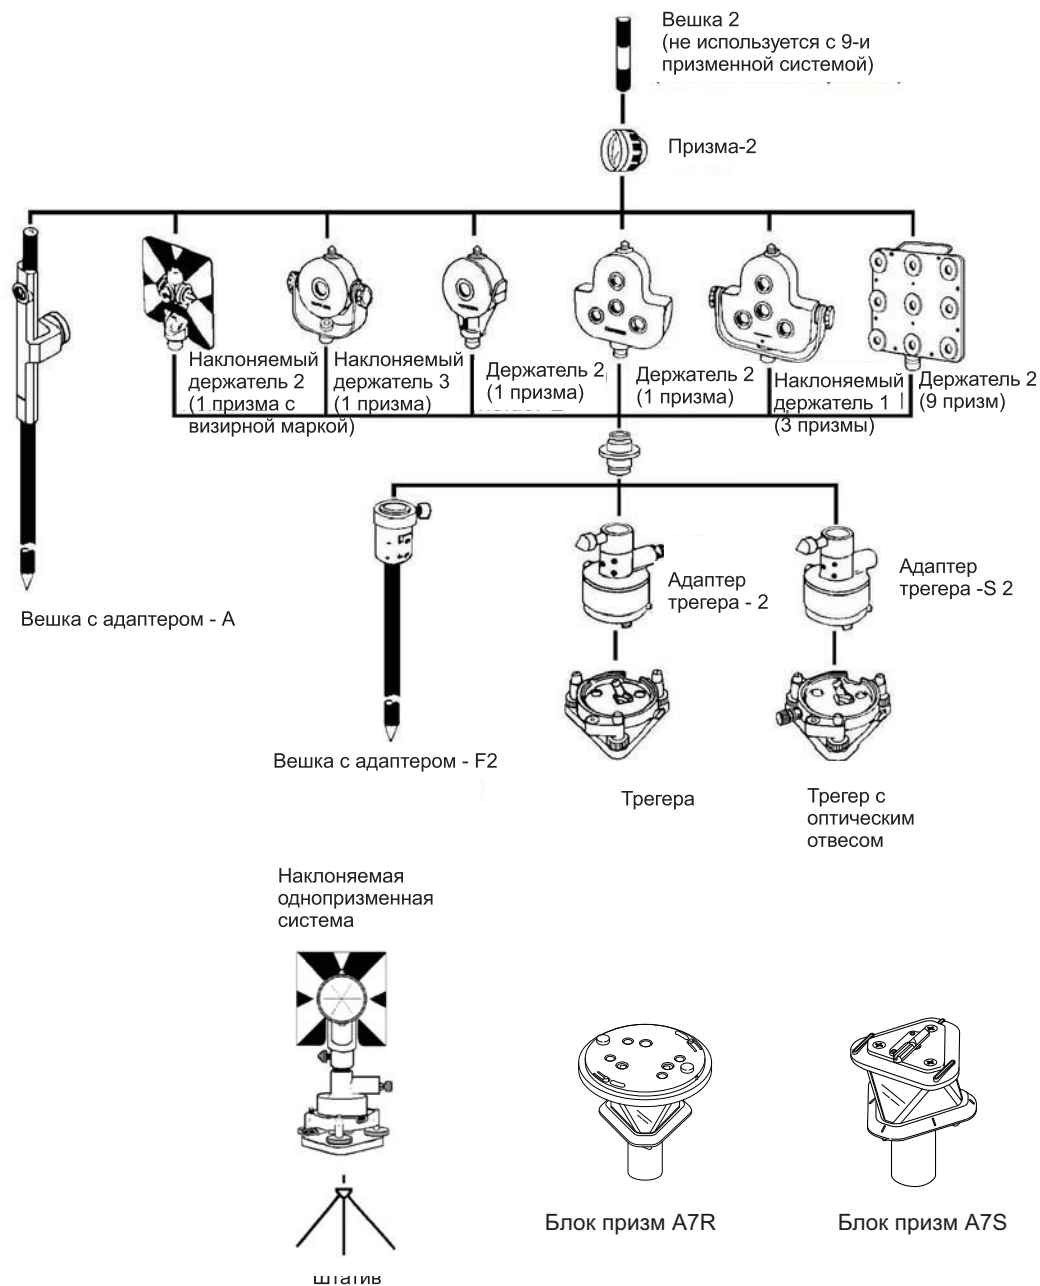 Вешка 2
(не используется с 9-и
призменной системой)
Призма-2
Наклоняемый
держатель 2
(1 призма с
визирной маркой)
Наклоняемый
держатель 3
(1 призма)
Держатель 2
(1 призма)
Держатель 2
(1 призма)
Наклоняемый
держатель 1
(3 призмы)
Держатель 2
(9 призм)
Вешка с адаптером - А
Адаптер
трегера - 2
Адаптер
трегера -S 2
Вешка с адаптером - F2
Трегера
Трегер с
оптическим
отвесом
Наклоняемая
однопризменная
система
Блок призм A7R
Блок призм A7S
штатив